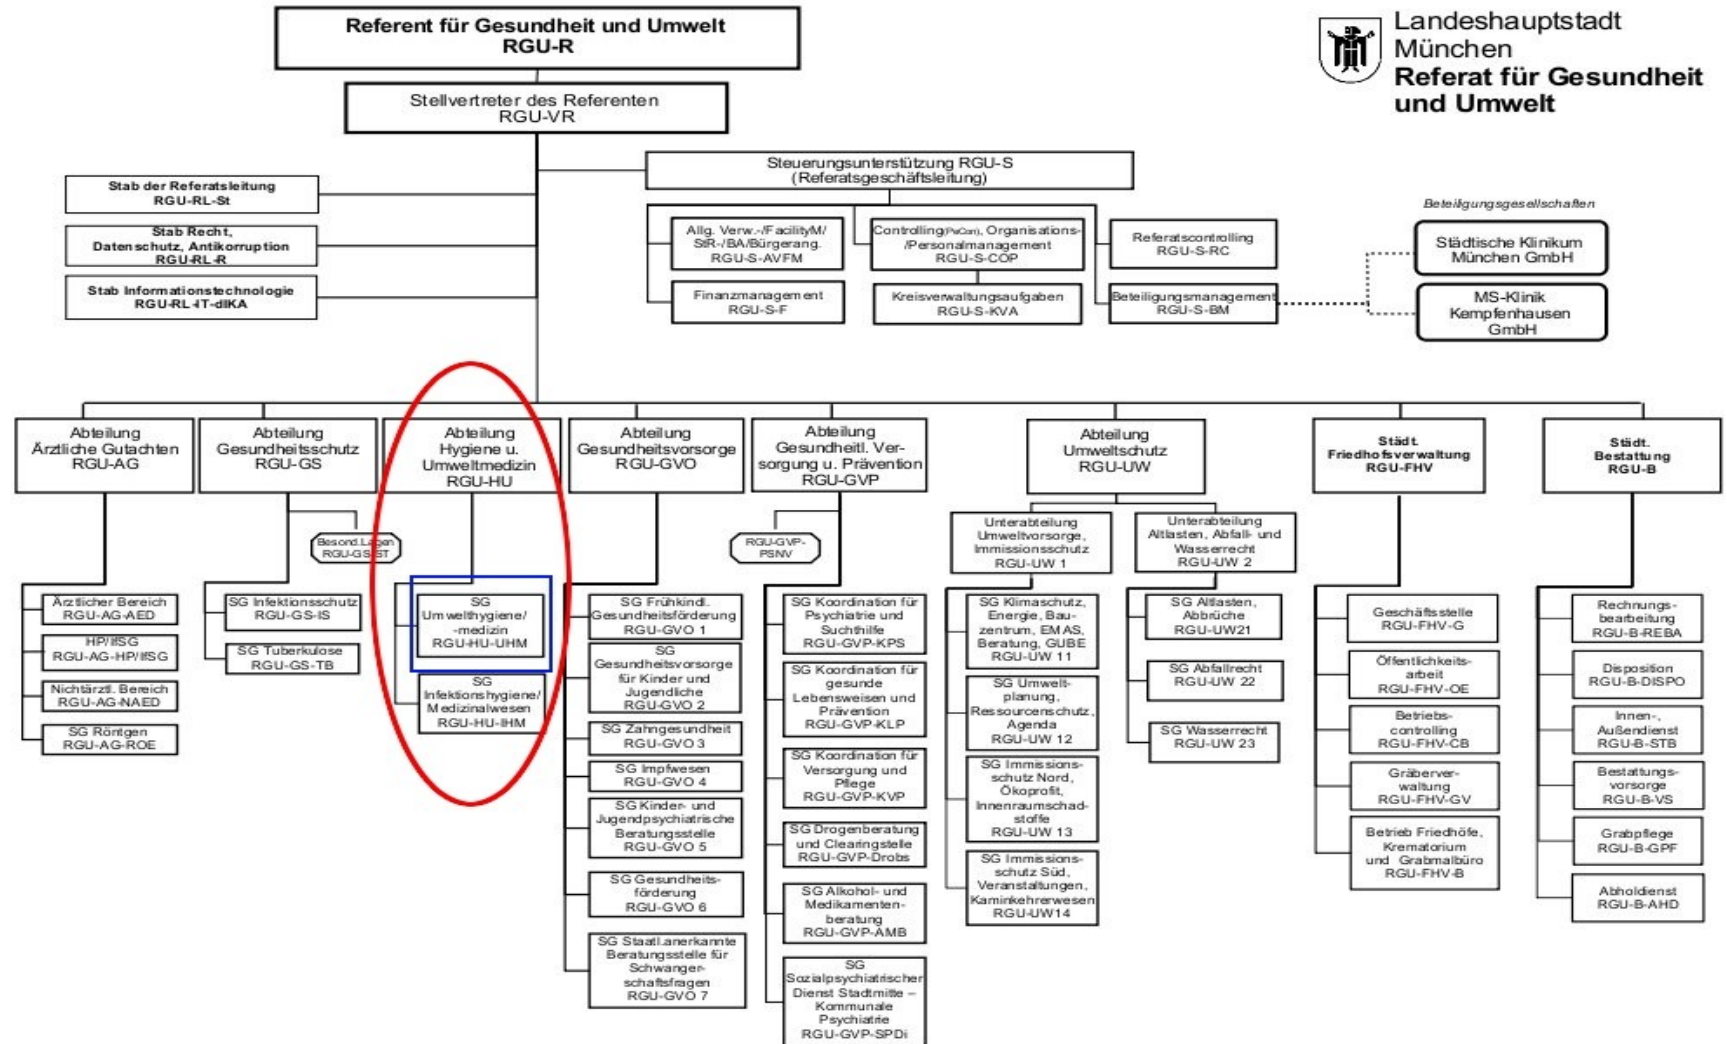 Referent für Gesundheit und Umwelt
RGU-R
Landeshauptstadt
München
Referat für Gesundheit
und Umwelt
Stellvertreter des Referenten
RGU-VR
Steuerungsunterstützung RGU-S
(Referatsgeschäftsleitung)
Stab der Referatsleitung
RGU-RL-St
Stab Recht,
Datenschutz, Antikorruption
RGU-RL-R
Stab Informationstechnologie
RGU-RL-IT-dIKA
Allg. Verw.-/FacilityM/
StR-/BA/Bürgerang.
RGU-S-AVFM
Finanzmanagement
RGU-S-F
Controlling(PeCon), Organisations-
/Personalmanagement
RGU-S-COP
Kreisverwaltungsaufgaben
RGU-S-KVA
Referatscontrolling
RGU-S-RC
Beteiligungsmanagement
RGU-S-BM
Beteiligungsgesellschaften
Städtische Klinikum
München GmbH
MS-Klinik
Kempfenhausen
GmbH
Abteilung
Ärztliche Gutachten
RGU-AG
Ärztlicher Bereich
RGU-AG-AED
HP/IfSG
RGU-AG-HP/IfSG
Nichtärztl. Bereich
RGU-AG-NAED
SG Röntgen
RGU-AG-ROE
Abteilung
Gesundheitsschutz
RGU-GS
Besond.Lagen
RGU-GS-ST
SG Infektionsschutz
RGU-GS-IS
SG Tuberkulose
RGU-GS-TB
Abteilung
Hygiene u.
Umweltmedizin
RGU-HU
SG
Umwelthygiene/
-medizin
RGU-HU-UHM
SG
Infektionshygiene/
Medizinalwesen
RGU-HU-IHM
Abteilung
Gesundheitsvorsorge
RGU-GVO
SG Frühkindl.
Gesundheitsförderung
RGU-GVO 1
SG
Gesundheitsvorsorge
für Kinder und
Jugendliche
RGU-GVO 2
SG Zahngesundheit
RGU-GVO 3
SG Impfwesen
RGU-GVO 4
SG Kinder- und
Jugendpsychiatrische
Beratungsstelle
RGU-GVO 5
SG Gesundheits-
förderung
RGU-GVO 6
SG Staatl.anerkannte
Beratungsstelle für
Schwanger-
schaftsfragen
RGU-GVO 7
Abteilung
Gesundheitl. Ver-
sorgung u. Prävention
RGU-GVP
RGU-GVP-
PSNV
SG Koordination für
Psychiatrie und
Suchthilfe
RGU-GVP-KPS
SG Koordination für
gesunde
Lebensweisen und
Prävention
RGU-GVP-KLP
SG Koordination für
Versorgung und
Pflege
RGU-GVP-KVP
SG Drogenberatung
und Clearingstelle
RGU-GVP-Drobs
SG Alkohol- und
Medikamenten-
beratung
RGU-GVP-AMB
SG
Sozialpsychiatrischer
Dienst Stadtmitte –
Kommunale
Psychiatrie
RGU-GVP-SPDi
Abteilung
Umweltschutz
RGU-UW
Unterabteilung
Umweltvorsorge,
Immissionsschutz
RGU-UW 1
SG Klimaschutz,
Energie, Bau-
zentrum, EMAS,
Beratung, GUBE
RGU-UW 11
SG Umwelt-
planung,
Ressourcenschutz,
Agenda
RGU-UW 12
SG Immissions-
schutz Nord,
Ökoprofit,
Innenraumschad-
stoffe
RGU-UW 13
SG Immissions-
schutz Süd,
Veranstaltungen,
Kaminkehrerwesen
RGU-UW14
Unterabteilung
Altlasten, Abfall- und
Wasserrecht
RGU-UW 2
SG Altlasten,
Abbrüche
RGU-UW21
SG Abfallrecht
RGU-UW 22
SG Wasserrecht
RGU-UW 23
Städt.
Friedhofsverwaltung
RGU-FHV
Geschäftsstelle
RGU-FHV-G
Öffentlichkeits-
arbeit
RGU-FHV-OE
Betriebs-
controlling
RGU-FHV-CB
Gräberver-
waltung
RGU-FHV-GV
Betrieb Friedhöfe,
Krematorium
und Grabmalbüro
RGU-FHV-B
Städt.
Bestattung
RGU-B
Rechnungs-
bearbeitung
RGU-B-REBA
Disposition
RGU-B-DISPO
Innen-,
Außendienst
RGU-B-STB
Bestattungs-
vorsorge
RGU-B-VS
Grabpflege
RGU-B-GPF
Abholdienst
RGU-B-AHD